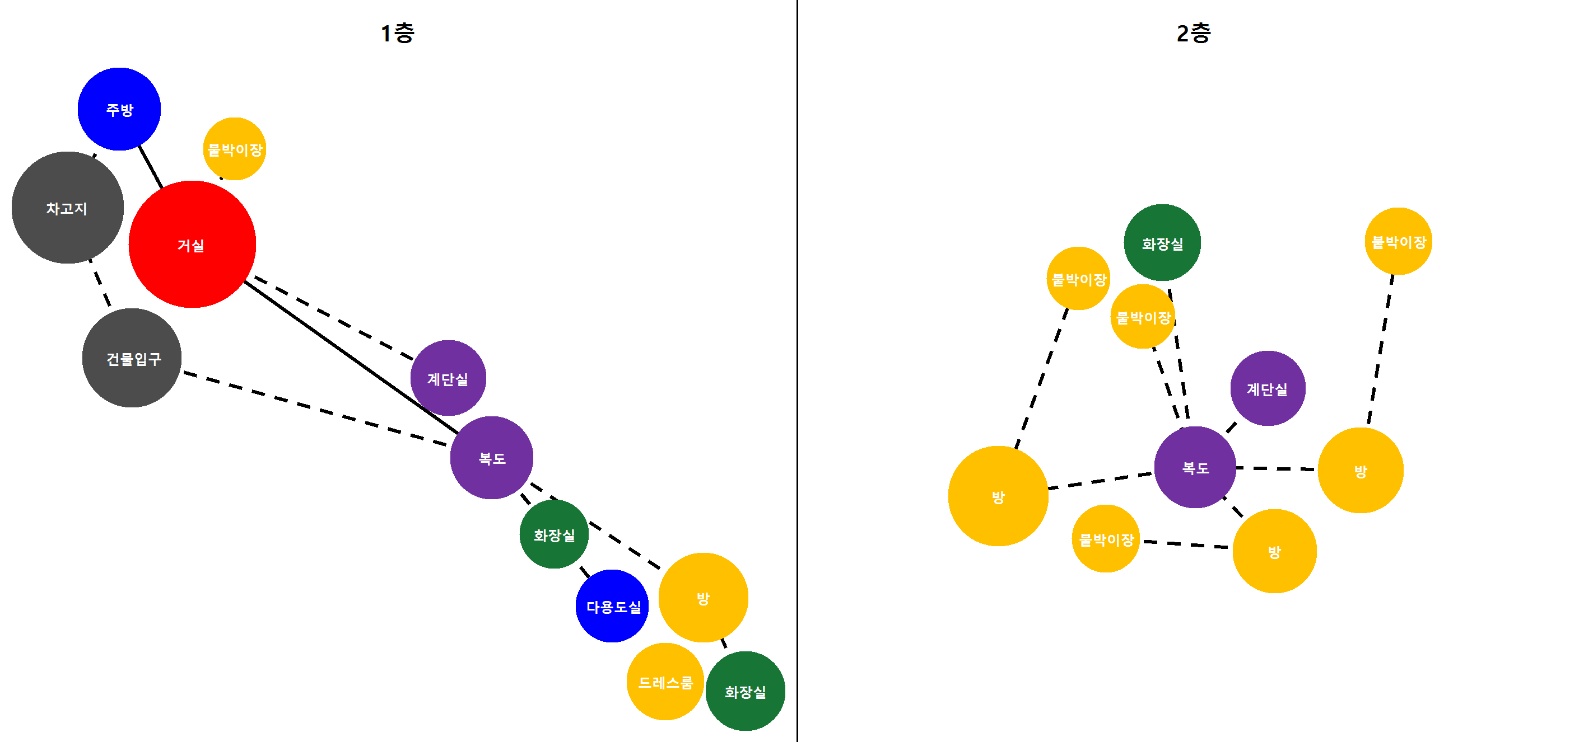 1층
주방
붙박이장
차고지
거실
건물입구
계단실
복도
화장실
다용도실
방
드레스룸
화장실
2층
화장실
붙박이장
붙박이장
붙박이장
계단실
복도
방
방
붙박이장
방